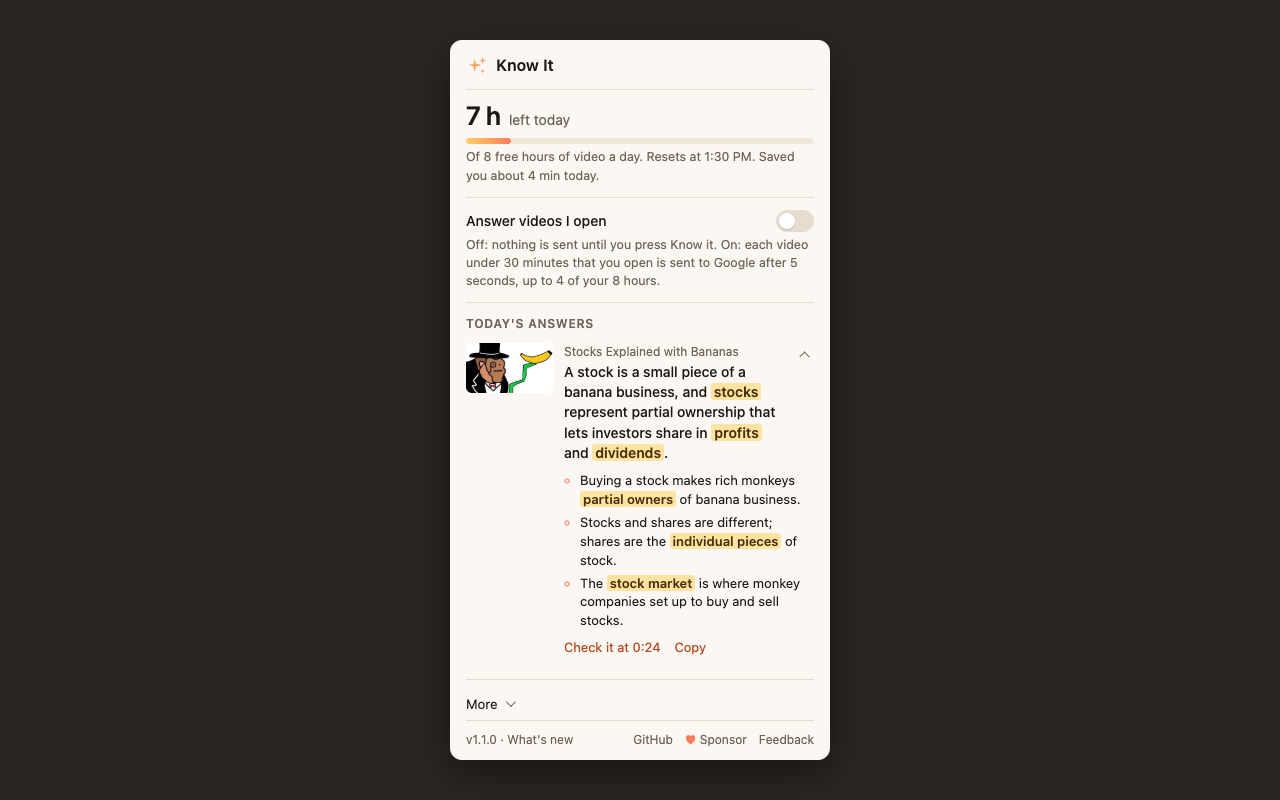 Know It
7 h left today
Of 8 free hours of video a day. Resets at 1:30 PM. Saved
you about 4 min today.
Answer videos I open
Off: nothing is sent until you press Know it. On: each video
under 30 minutes that you open is sent to Google after 5
seconds, up to 4 of your 8 hours.
TODAY'S ANSWERS
Stocks Explained with Bananas
A stock is a small piece of a
banana business, and stocks
represent partial ownership that
lets investors share in profits
and dividends.
Buying a stock makes rich monkeys
partial owners of banana business.
Stocks and shares are different;
shares are the individual pieces of
stock.
The stock market is where monkey
companies set up to buy and sell
stocks.
Check it at 0:24 Copy
More
v1.1.0 · What's new GitHub Sponsor Feedback